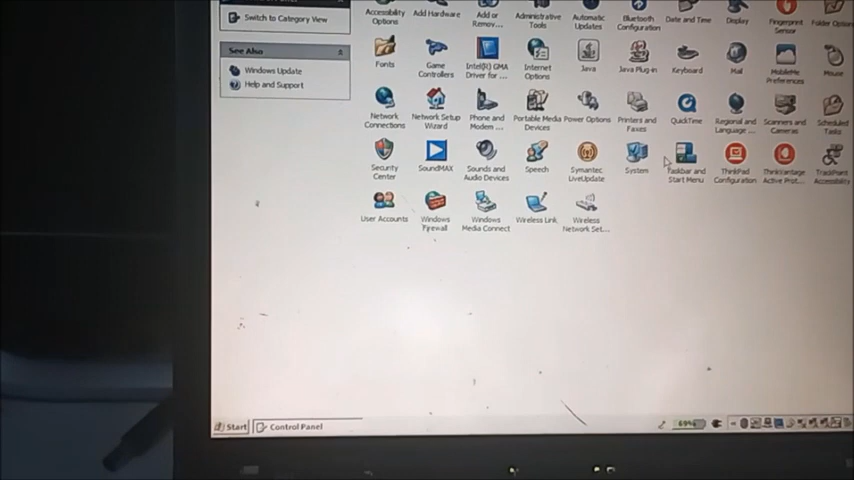 Switch to Category View
See Also
Windows Update
Help and Support
Accessibility Options
Add Hardware
Add or Remov...
Administrative Tools
Automatic Updates
Bluetooth Configuration
Date and Time
Display
Fingerprint Sensor
Folder Option
Fonts
Game Controllers
Intel(R) GMA Driver for ...
Internet Options
Java
Java Plug-in
Keyboard
Mail
MobileMe Preferences
Mouse
Network Connections
Network Setup Wizard
Phone and Modem ...
Portable Media Devices
Power Options
Printers and Faxes
QuickTime
Regional and Language ...
Scanners and Cameras
Scheduled Tasks
Security Center
SoundMAX
Sounds and Audio Devices
Speech
Symantec LiveUpdate
System
Taskbar and Start Menu
ThinkPad Configuration
ThinkVantage Active Prot...
TrackPoint Accessibility
User Accounts
Windows Firewall
Windows Media Connect
Wireless Link
Wireless Network Set...
Start
Control Panel
69%